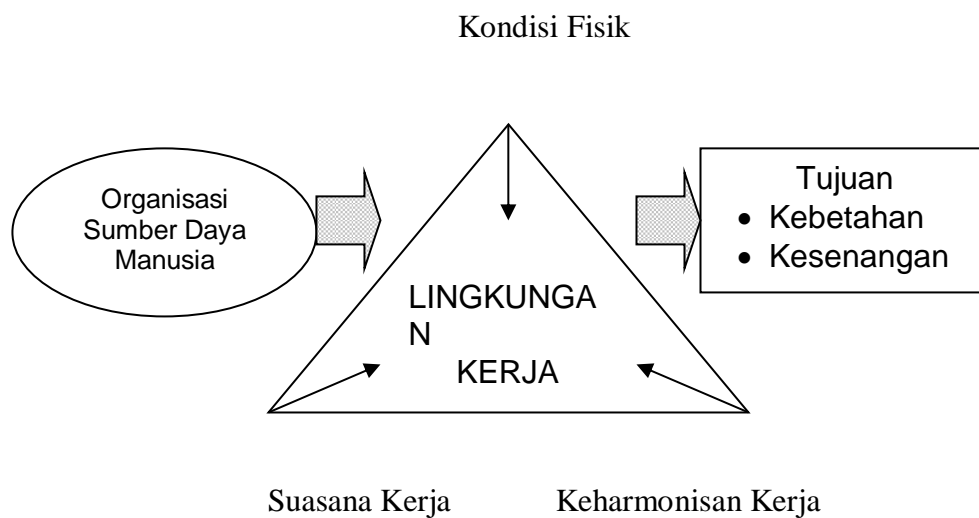 Kondisi Fisik
Organisasi
Sumber Daya
Manusia
LINGKUNGA
N
KERJA
Tujuan
• Kebetahan
• Kesenangan
Suasana Kerja
Keharmonisan Kerja